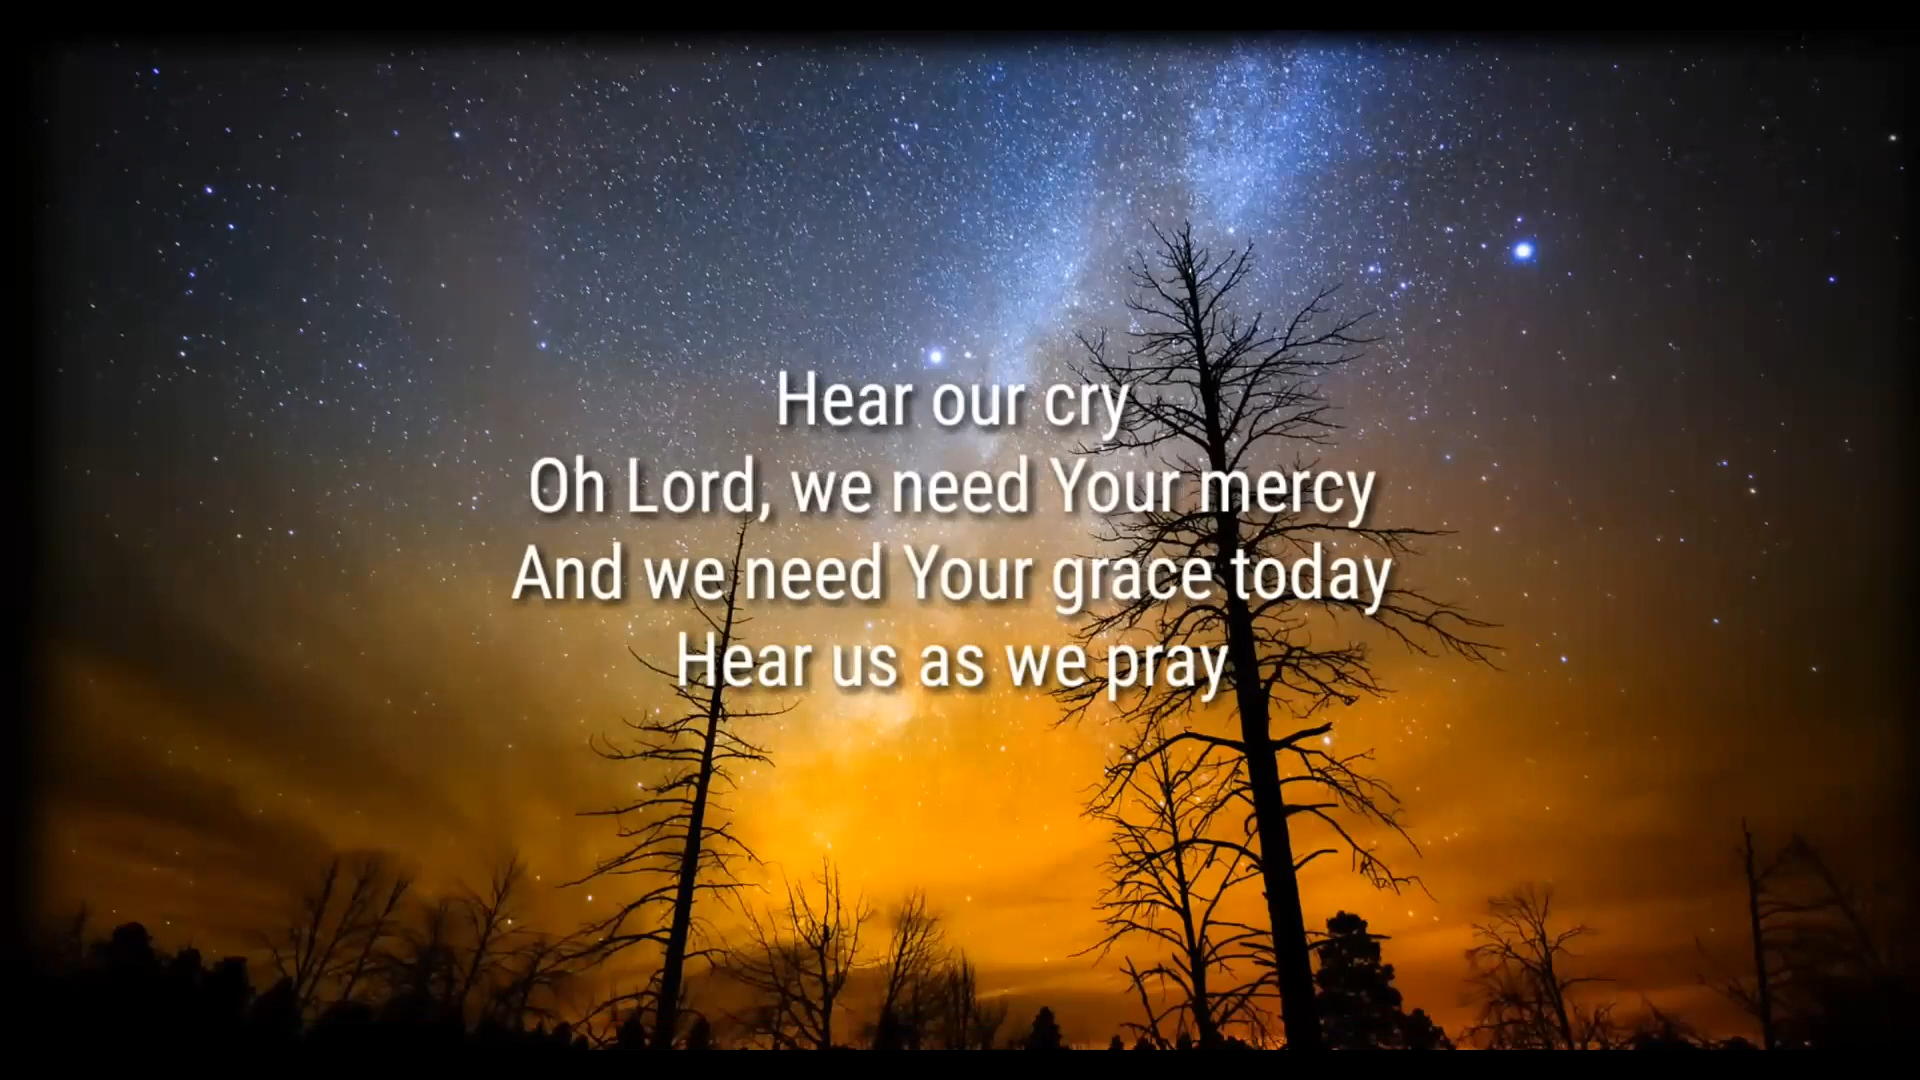 Hear our cry
Oh Lord, we need Your mercy
And we need Your grace today
Hear us as we pray